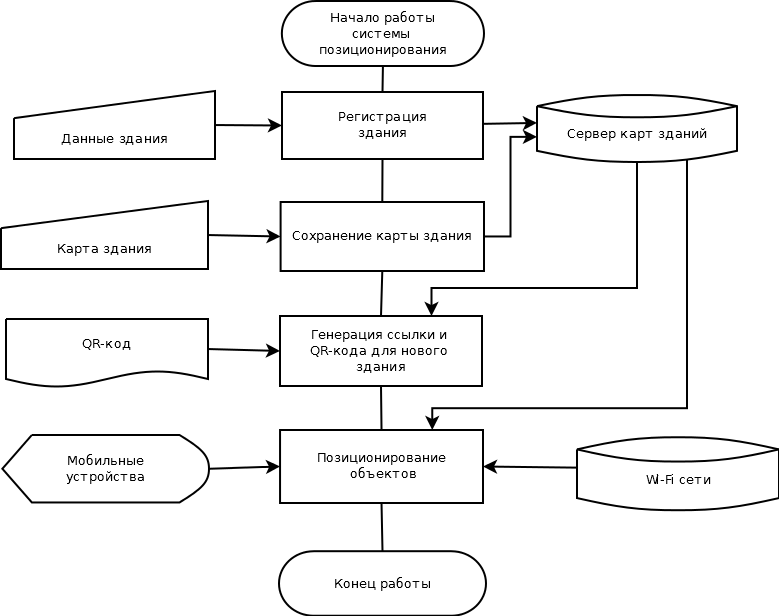 Начало работы
системы
позиционирования
Данные здания
Регистрация
здания
Сервер карт зданий
Карта здания
Сохранение карты здания
QR-код
Генерация ссылки и
QR-кода для нового
здания
Мобильные
устройства
Позиционирование
объектов
Wi-Fi сети
Конец работы